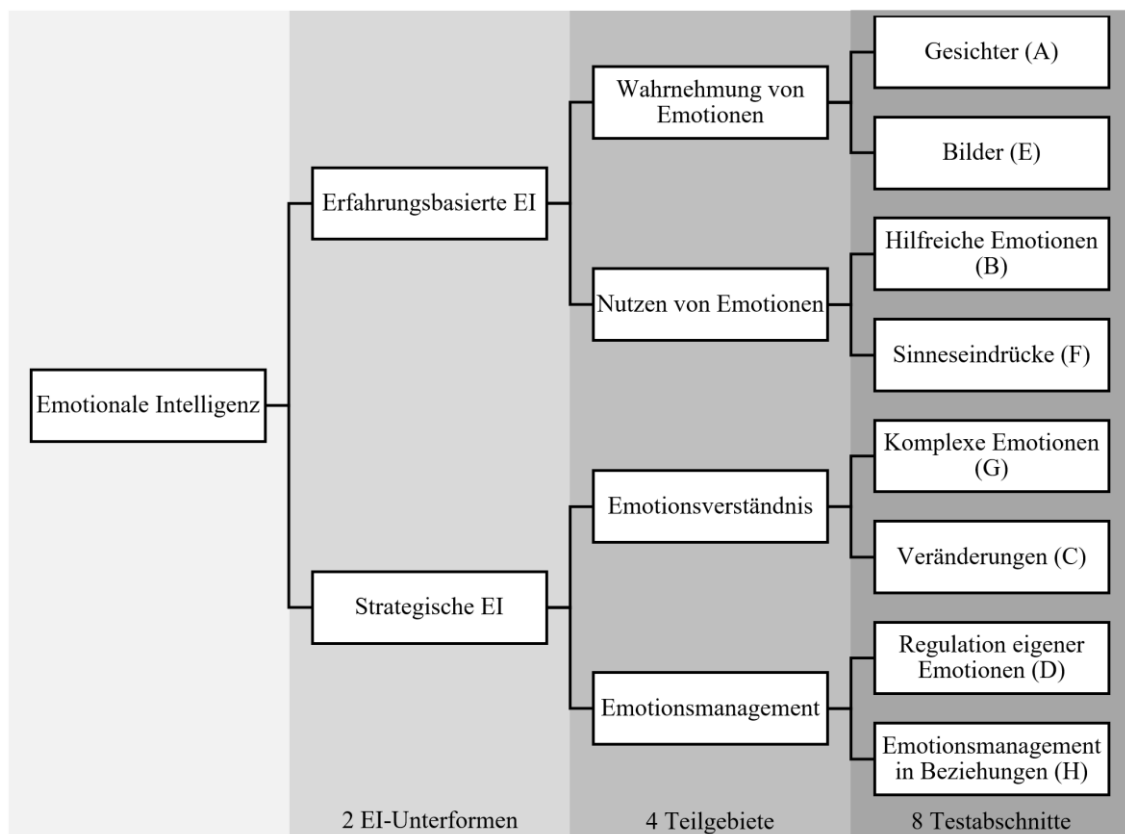 Emotionale Intelligenz
Erfahrungsbasierte EI
Strategische EI
2 EI-Unterformen
Wahrnehmung von
Emotionen
Nutzen von Emotionen
Emotionsverständnis
Emotionsmanagement
4 Teilgebiete
Gesichter (A)
Bilder (E)
Hilfreiche Emotionen
(B)
Sinneseindrücke (F)
Komplexe Emotionen
(G)
Veränderungen (C)
Regulation eigener
Emotionen (D)
Emotionsmanagement
in Beziehungen (H)
8 Testabschnitte